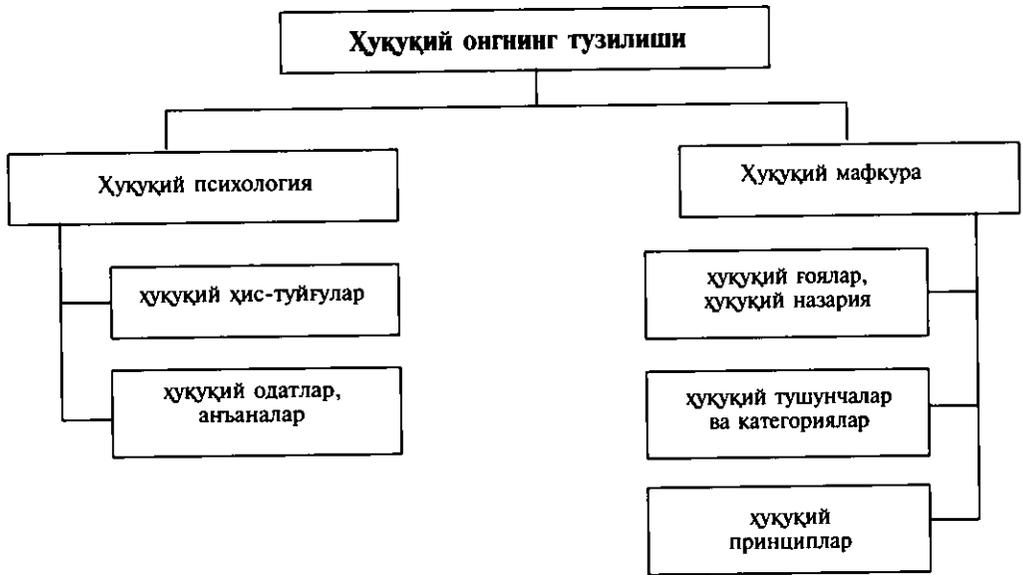 Ҳуқуқий онгнинг тузилиши
Ҳуқуқий психология
Ҳуқуқий мафкура
ҳуқуқий ҳис-туйғулар
ҳуқуқий одатлар,
анъаналар
ҳуқуқий ғоялар,
ҳуқуқий назария
ҳуқуқий тушунчалар
ва категориялар
ҳуқуқий
принциплар